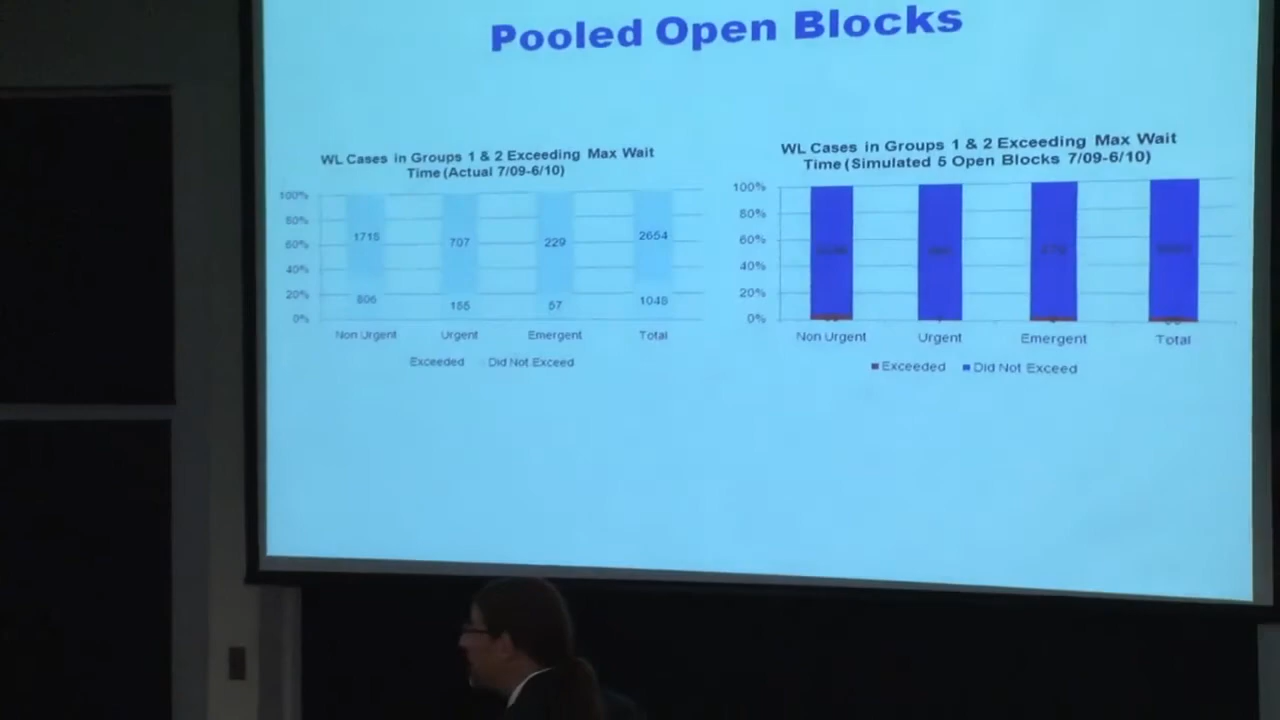 Pooled Open Blocks
WL Cases in Groups 1 & 2 Exceeding Max Wait
Time (Actual 7/09-6/10)
100%
80%
60%
40%
20%
0%
1715
707
229
2654
806
57
1048
Non Urgent
Urgent
Emergent
Total
Exceeded
Did Not Exceed
WL Cases in Groups 1 & 2 Exceeding Max Wait
Time (Simulated 5 Open Blocks 7/09-6/10)
100%
80%
60%
40%
20%
0%
Non Urgent
Urgent
Emergent
Total
Exceeded
Did Not Exceed